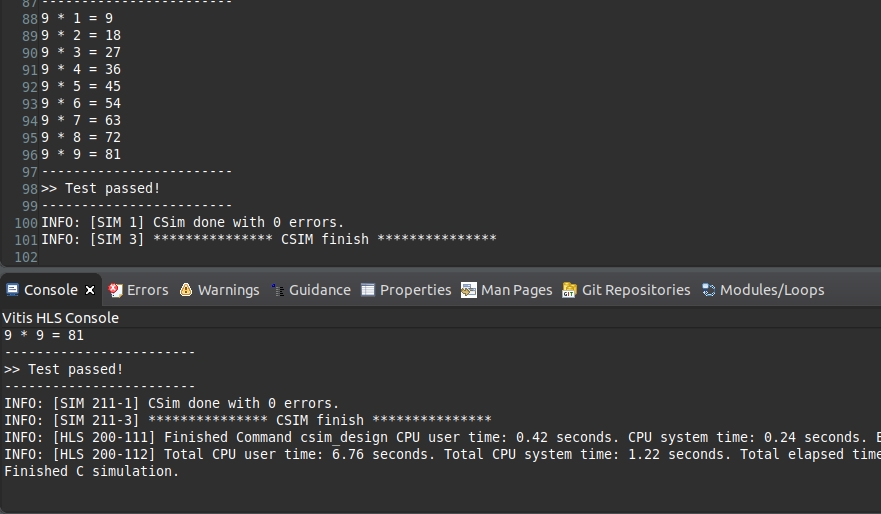 87 ------------------------
88 9 * 1 = 9
89 9 * 2 = 18
90 9 * 3 = 27
91 9 * 4 = 36
92 9 * 5 = 45
93 9 * 6 = 54
94 9 * 7 = 63
95 9 * 8 = 72
96 9 * 9 = 81
97 ------------------------
98 >> Test passed!
99 ------------------------
100 INFO: [SIM 1] CSim done with 0 errors.
101 INFO: [SIM 3] *************** CSIM finish ***************
102
Console Errors Warnings Guidance Properties Man Pages GIT Git Repositories Modules/Loops
Vitis HLS Console
9 * 9 = 81
------------------------
>> Test passed!
------------------------
INFO: [SIM 211-1] CSim done with 0 errors.
INFO: [SIM 211-3] *************** CSIM finish ***************
INFO: [HLS 200-111] Finished Command csim_design CPU user time: 0.42 seconds. CPU system time: 0.24 seconds. E
INFO: [HLS 200-112] Total CPU user time: 6.76 seconds. Total CPU system time: 1.22 seconds. Total elapsed time
Finished C simulation.